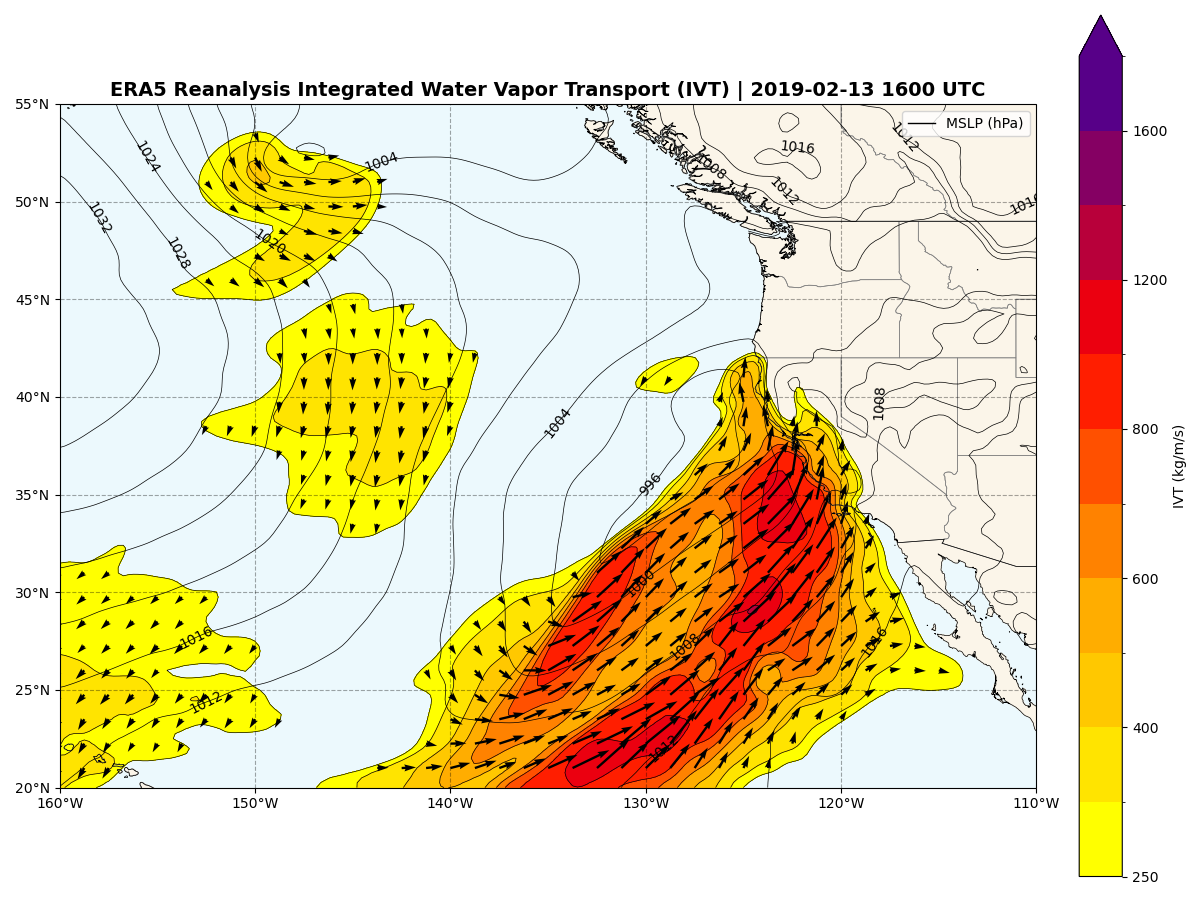 ERA5 Reanalysis Integrated Water Vapor Transport (IVT) | 2019-02-13 1600 UTC
MSLP (hPa)
55°N
50°N
45°N
40°N
35°N
30°N
25°N
20°N
160°W
150°W
140°W
130°W
120°W
110°W
1024
1032
1028
1020
1004
1004
996
1000
1008
1012
1016
1012
1016
1008
1016
1012
1008
1012
1600
1200
800
600
400
250
IVT (kg/m/s)